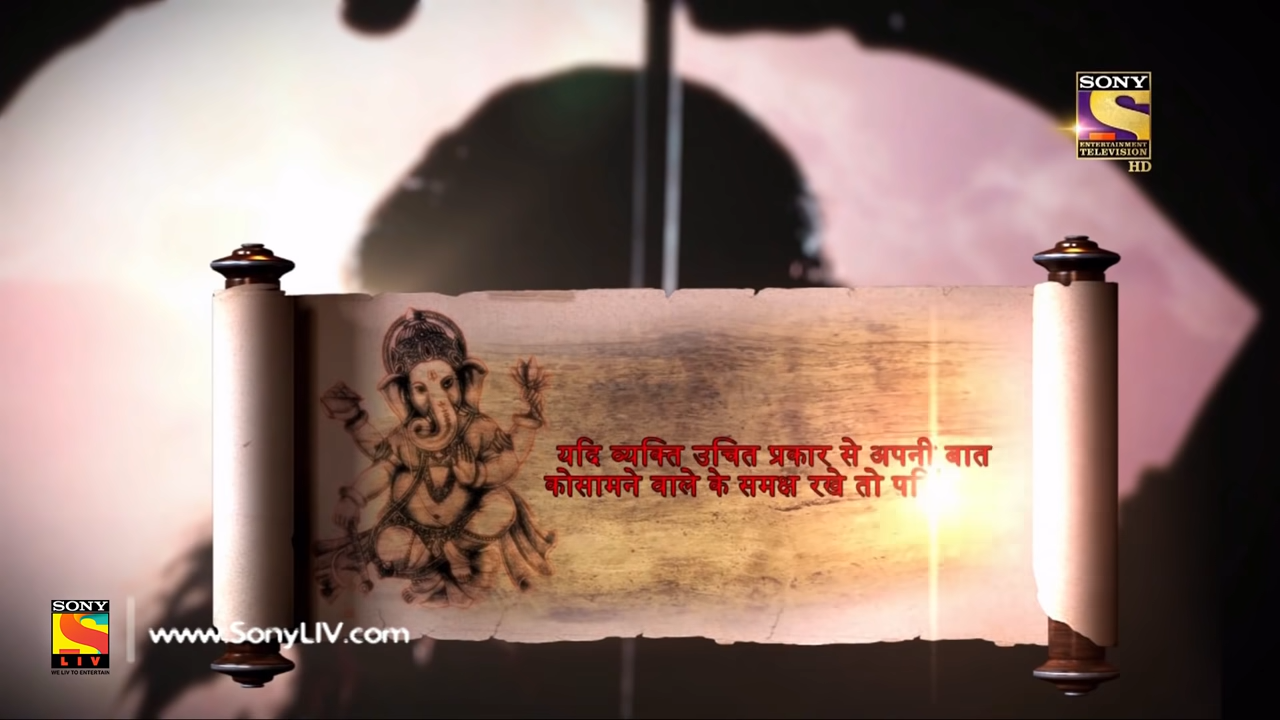 SONY
ENTERTAINMENT
TELEVISION
HD
यदि व्यक्ति उचित प्रकार से अपनी बात
कोसामने वाले के समक्ष रखे तो
SONY
LIV
WE LIV TO ENTERTAIN
www.SonyLIV.com